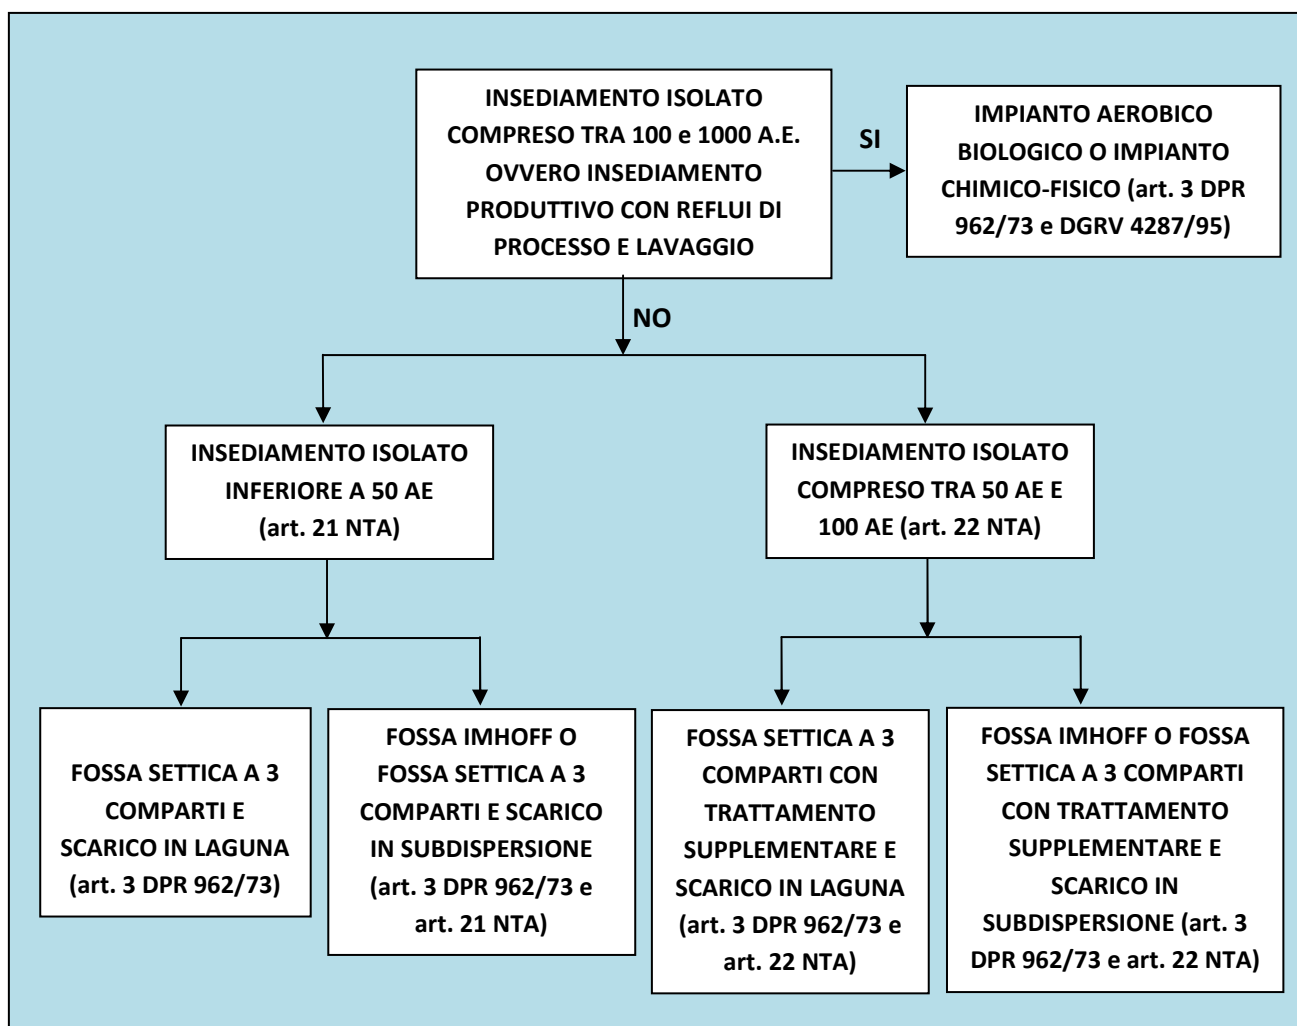 INSEDIAMENTO ISOLATO
COMPRESO TRA 100 e 1000 A.E.
OVVERO INSEDIAMENTO
PRODUTTIVO CON REFLUI DI
PROCESSO E LAVAGGIO
SI
IMPIANTO AEROBICO
BIOLOGICO O IMPIANTO
CHIMICO-FISICO (art. 3 DPR
962/73 e DGRV 4287/95)
NO
INSEDIAMENTO ISOLATO
INFERIORE A 50 AE
(art. 21 NTA)
INSEDIAMENTO ISOLATO
COMPRESO TRA 50 AE E
100 AE (art. 22 NTA)
FOSSA SETTICA A 3
COMPARTI E
SCARICO IN LAGUNA
(art. 3 DPR 962/73)
FOSSA IMHOFF O
FOSSA SETTICA A 3
COMPARTI E SCARICO
IN SUBDISPERSIONE
(art. 3 DPR 962/73 e
art. 21 NTA)
FOSSA SETTICA A 3
COMPARTI CON
TRATTAMENTO
SUPPLEMENTARE E
SCARICO IN LAGUNA
(art. 3 DPR 962/73 e
art. 22 NTA)
FOSSA IMHOFF O FOSSA
SETTICA A 3 COMPARTI
CON TRATTAMENTO
SUPPLEMENTARE E
SCARICO IN
SUBDISPERSIONE (art. 3
DPR 962/73 e art. 22 NTA)